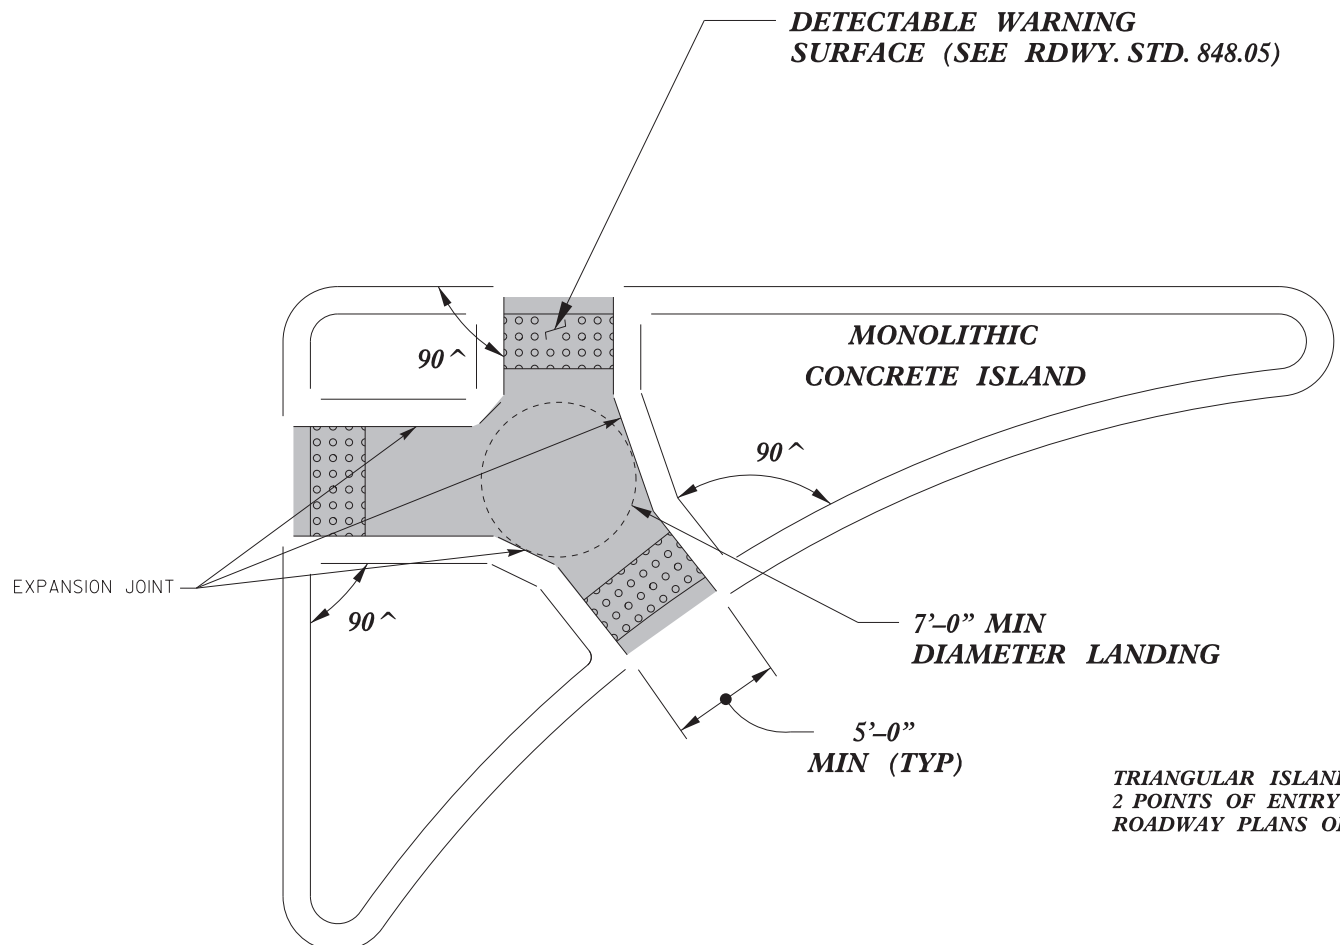 DETECTABLE WARNING
SURFACE (SEE RDWY. STD. 848.05)
MONOLITHIC
CONCRETE ISLAND
90^
90^
EXPANSION JOINT
90^
7'–0” MIN
DIAMETER LANDING
5'–0”
MIN (TYP)
TRIANGULAR ISLAND
2 POINTS OF ENTRY
ROADWAY PLANS